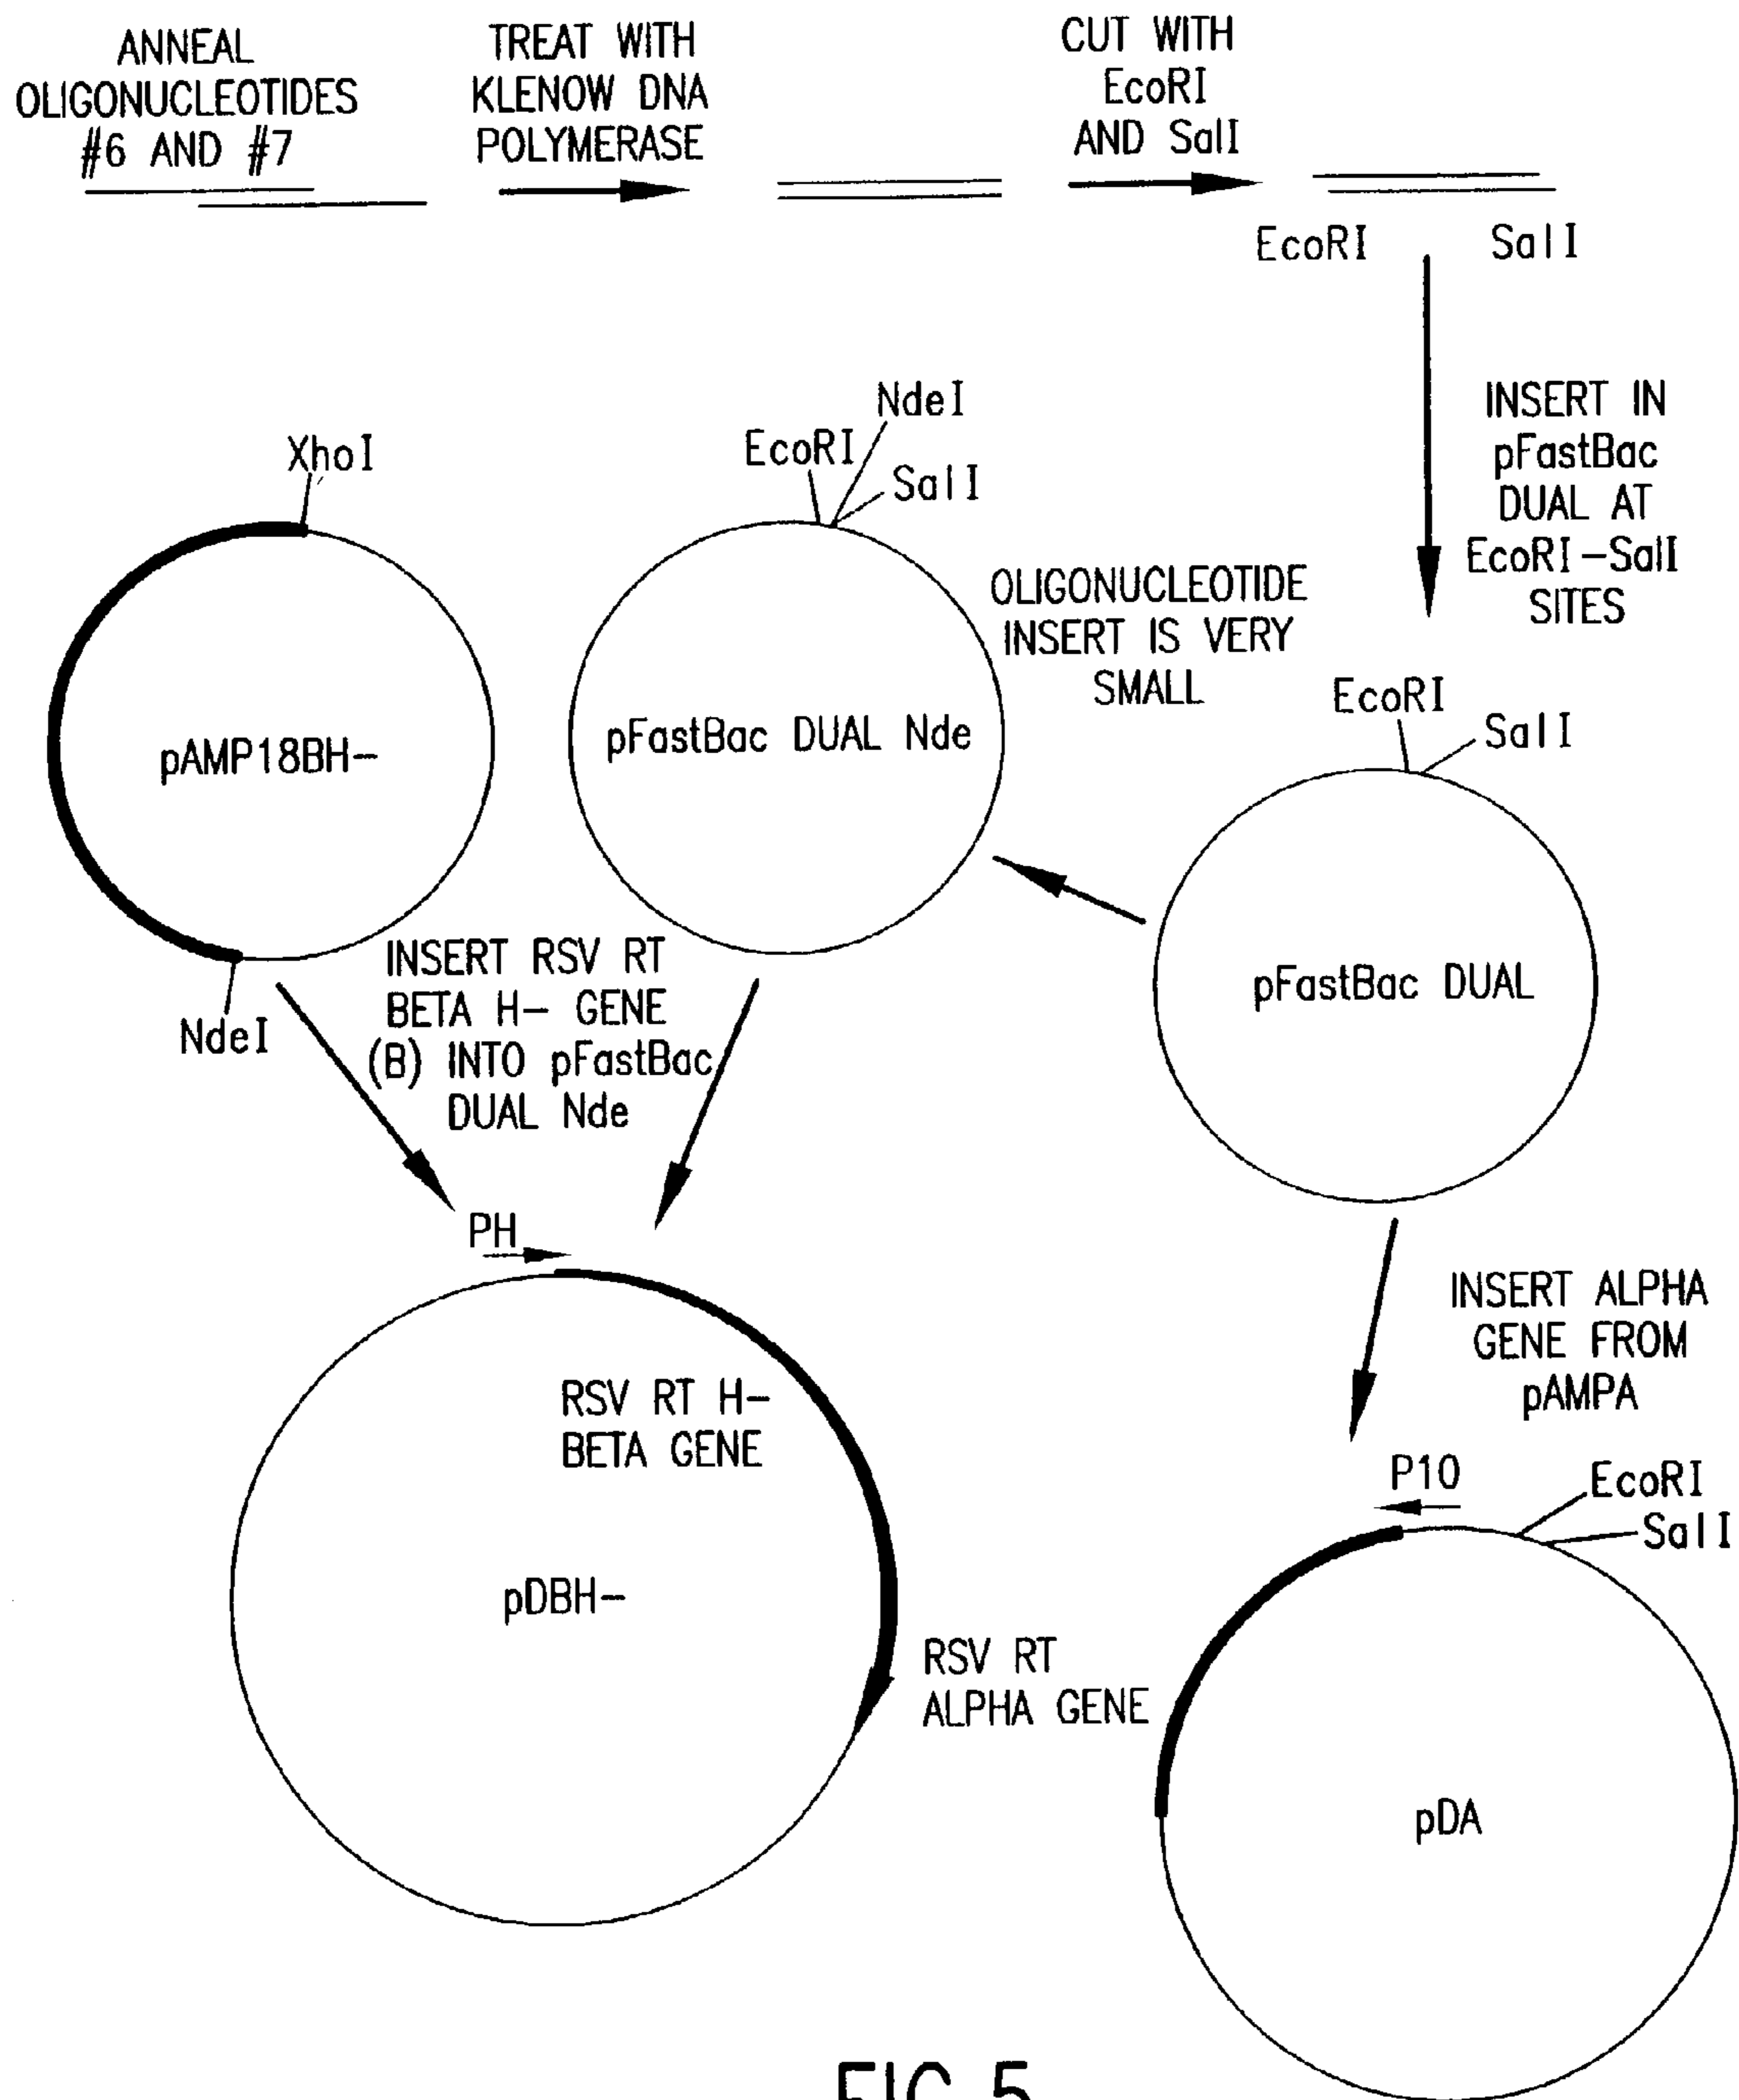 ANNEAL
OLIGONUCLEOTIDES
#6 AND #7
TREAT WITH
KLENOW DNA
POLYMERASE
CUT WITH
EcoRI
AND SalI
EcoRI
SalI
INSERT IN
pFastBac
DUAL AT
EcoRI-SalI
SITES
XhoI
pAMP18BH-
NdeI
EcoRI
NdeI
SalI
pFastBac DUAL Nde
OLIGONUCLEOTIDE
INSERT IS VERY
SMALL
EcoRI
SalI
pFastBac DUAL
INSERT RSV RT
BETA H- GENE
(B) INTO pFastBac
DUAL Nde
PH
RSV RT H-
BETA GENE
pDBH-
INSERT ALPHA
GENE FROM
pAMPA
P10
EcoRI
SalI
RSV RT
ALPHA GENE
pDA
FIG.5